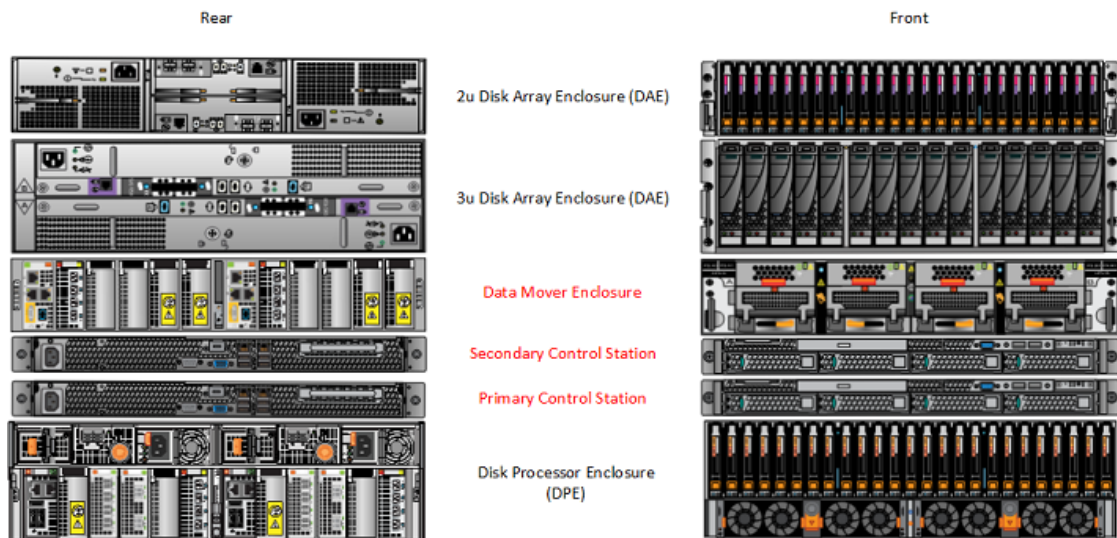 Rear
Front
2u Disk Array Enclosure (DAE)
3u Disk Array Enclosure (DAE)
Data Mover Enclosure
Secondary Control Station
Primary Control Station
Disk Processor Enclosure
(DPE)